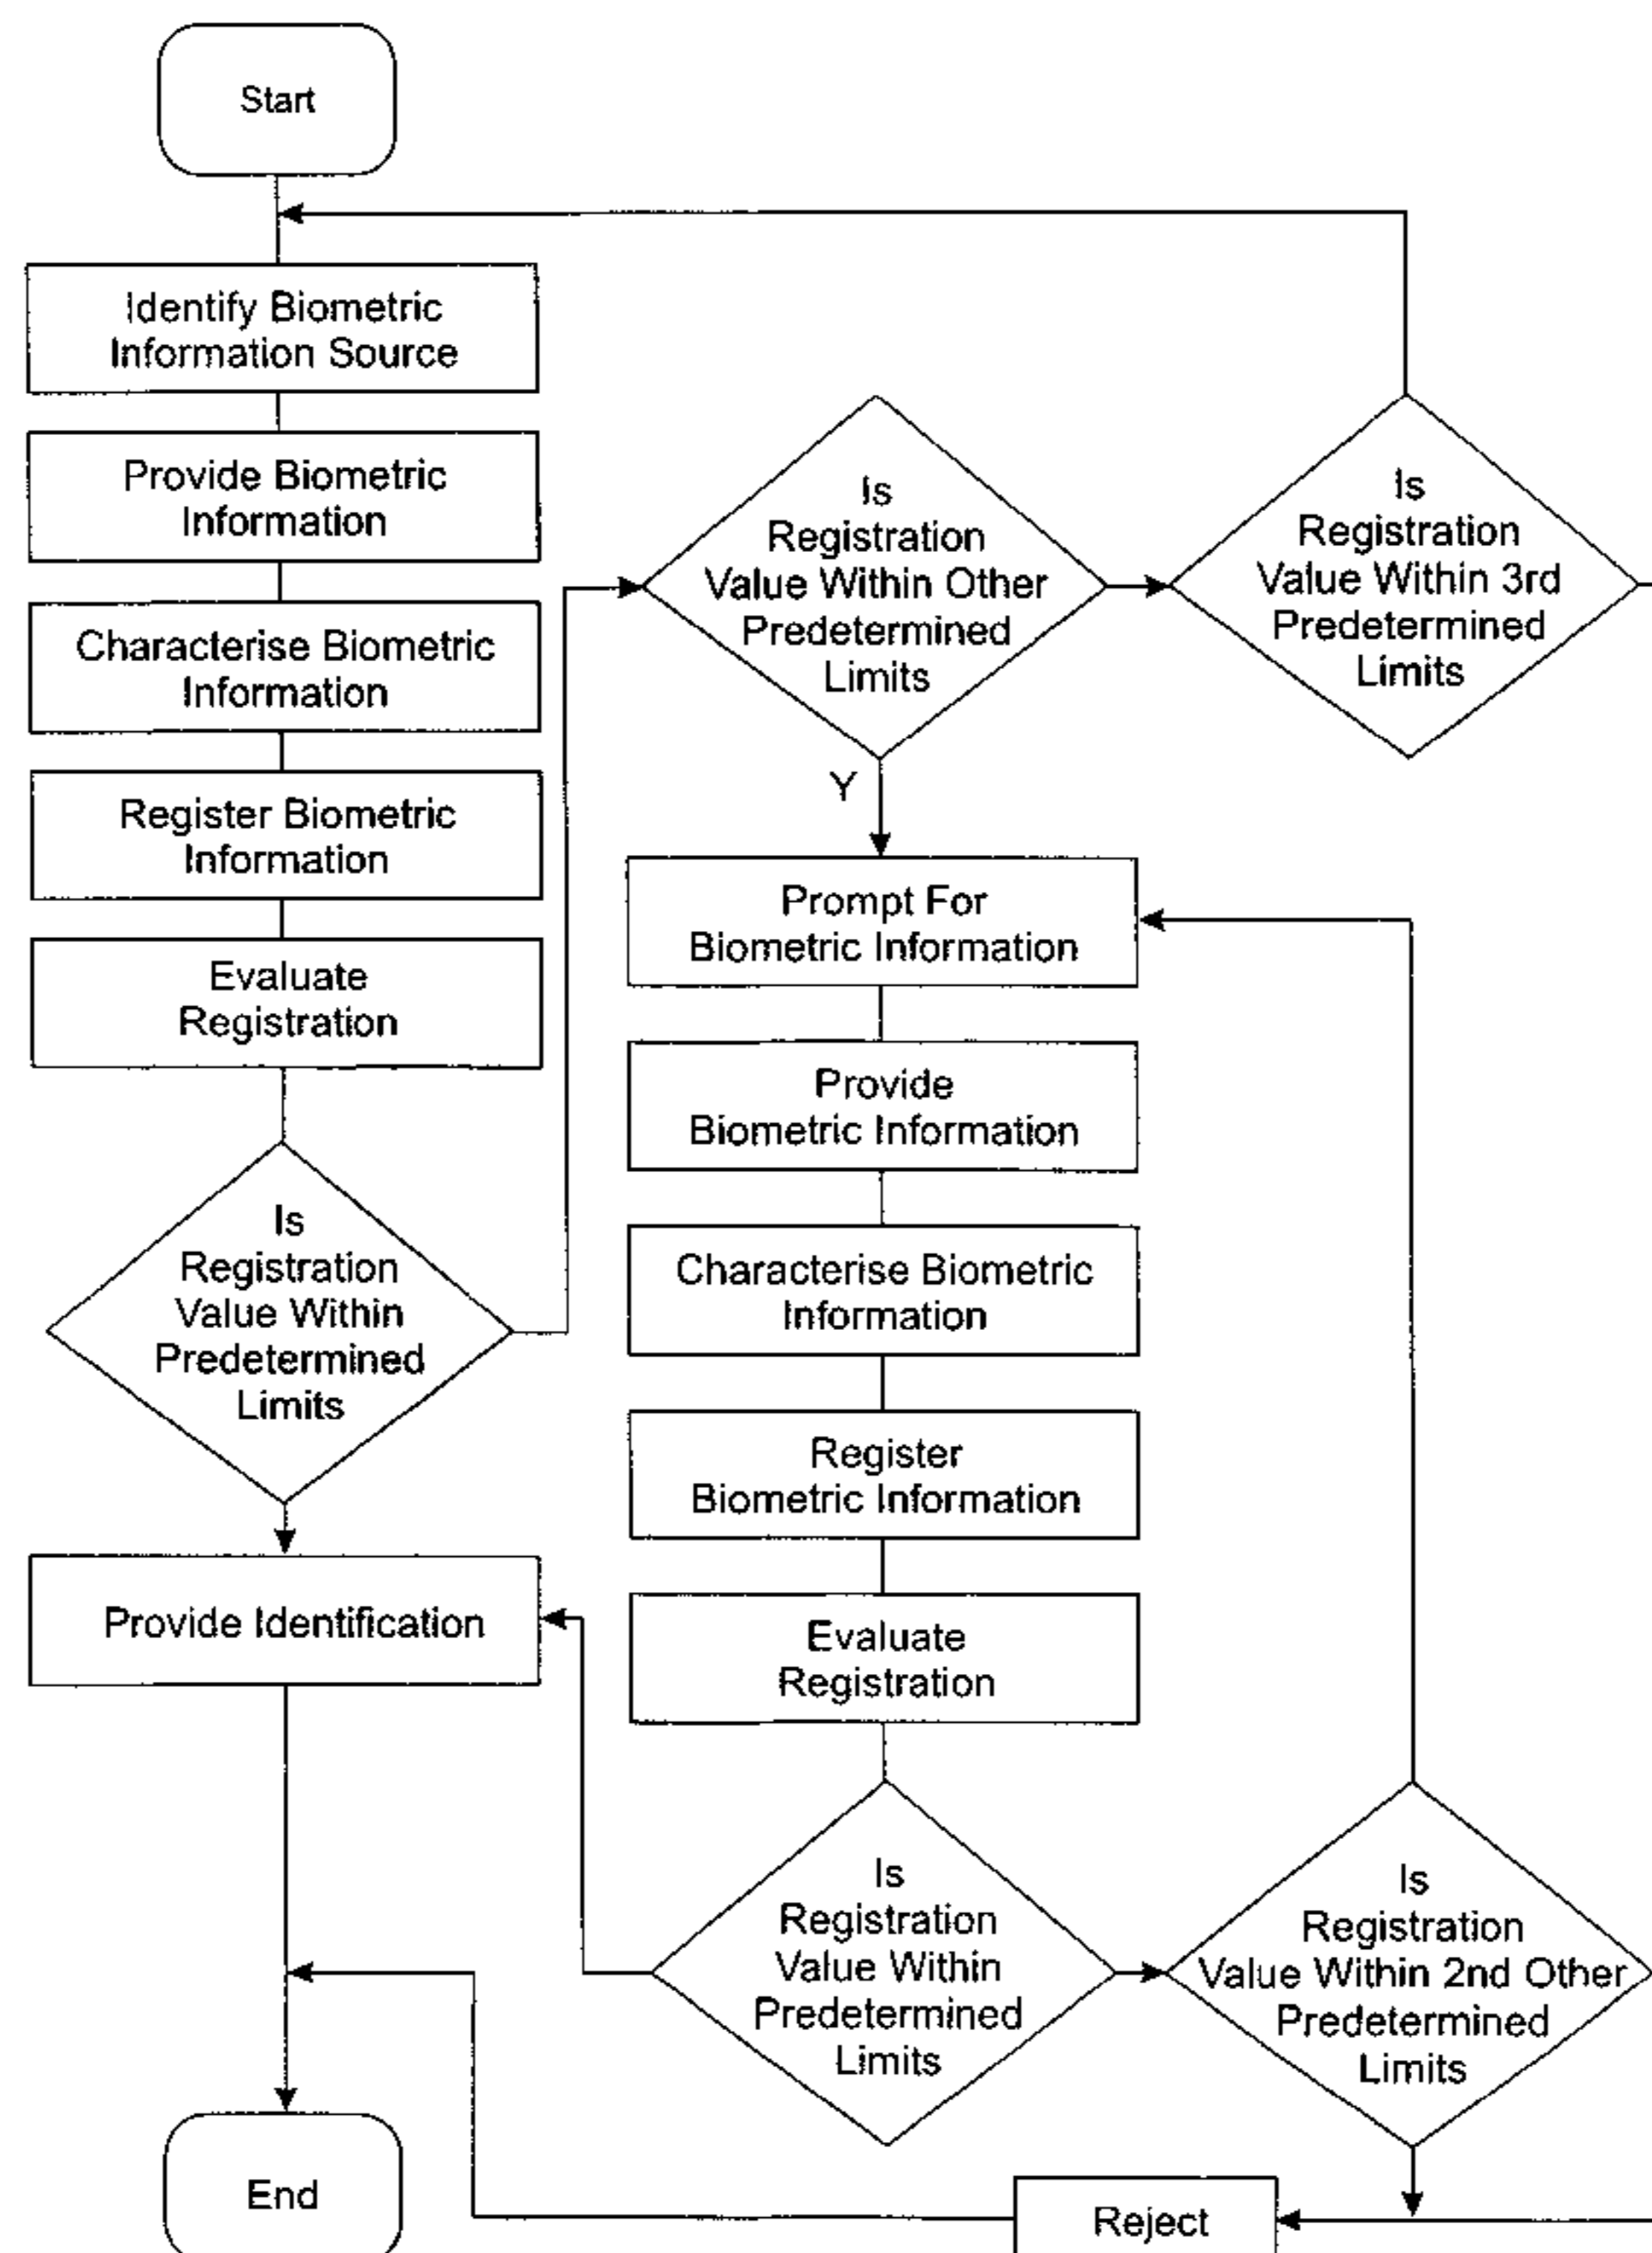 Start
Identify Biometric
Information Source
Provide Biometric
Information
Characterise Biometric
Information
Register Biometric
Information
Evaluate
Registration
Is
Registration
Value Within
Predetermined
Limits
Provide Identification
End
Is
Registration
Value Within Other
Predetermined
Limits
Y
Is
Registration
Value Within 3rd
Predetermined
Limits
Prompt For
Biometric Information
Provide
Biometric Information
Characterise Biometric
Information
Register
Biometric Information
Evaluate
Registration
Is
Registration
Value Within
Predetermined
Limits
Is
Registration
Value Within 2nd Other
Predetermined
Limits
Reject